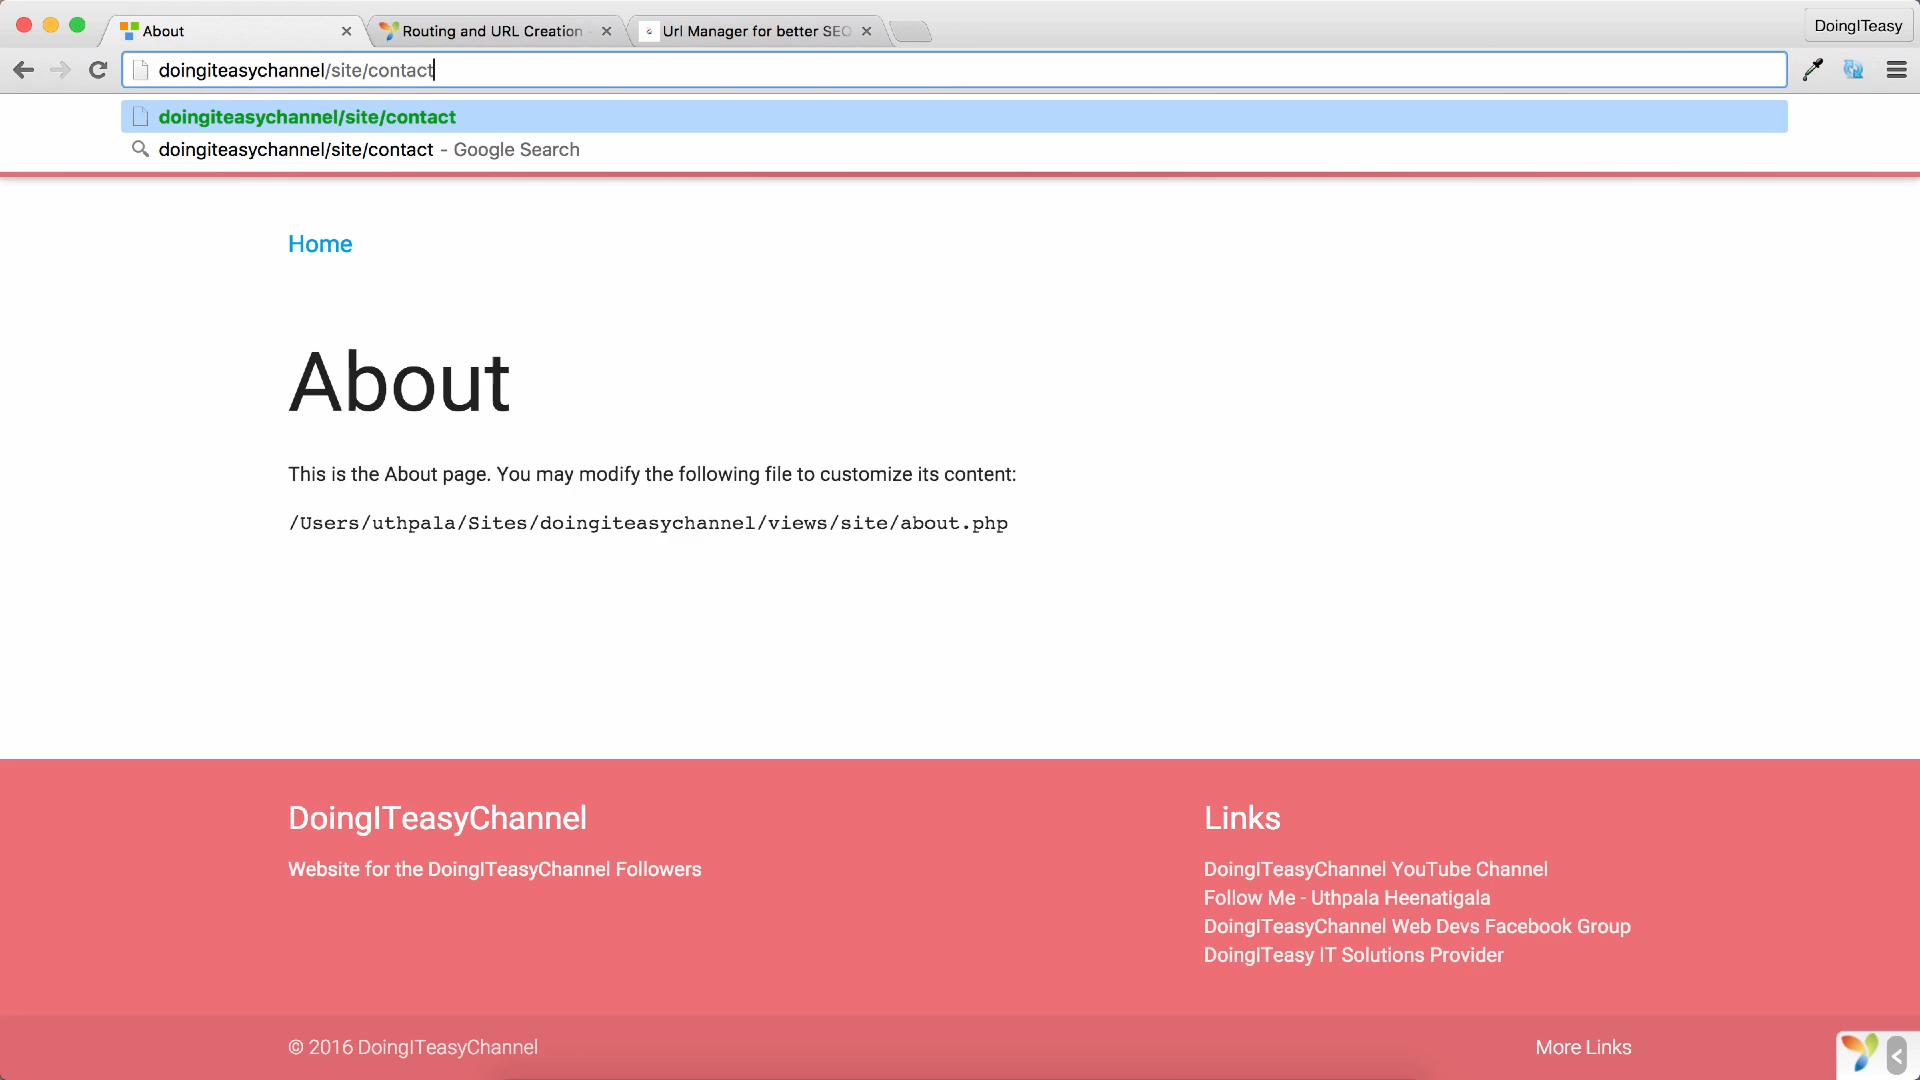 About
Routing and URL Creation
Url Manager for better SEO
DoingITeasy
doingiteasychannel/site/contact
doingiteasychannel/site/contact
doingiteasychannel/site/contact - Google Search
Home
About
This is the About page. You may modify the following file to customize its content:
/Users/uthpala/Sites/doingiteasychannel/views/site/about.php
DoingITeasyChannel
Website for the DoingITeasyChannel Followers
Links
DoingITeasyChannel YouTube Channel
Follow Me - Uthpala Heenatigala
DoingITeasyChannel Web Devs Facebook Group
DoingITeasy IT Solutions Provider
© 2016 DoingITeasyChannel
More Links